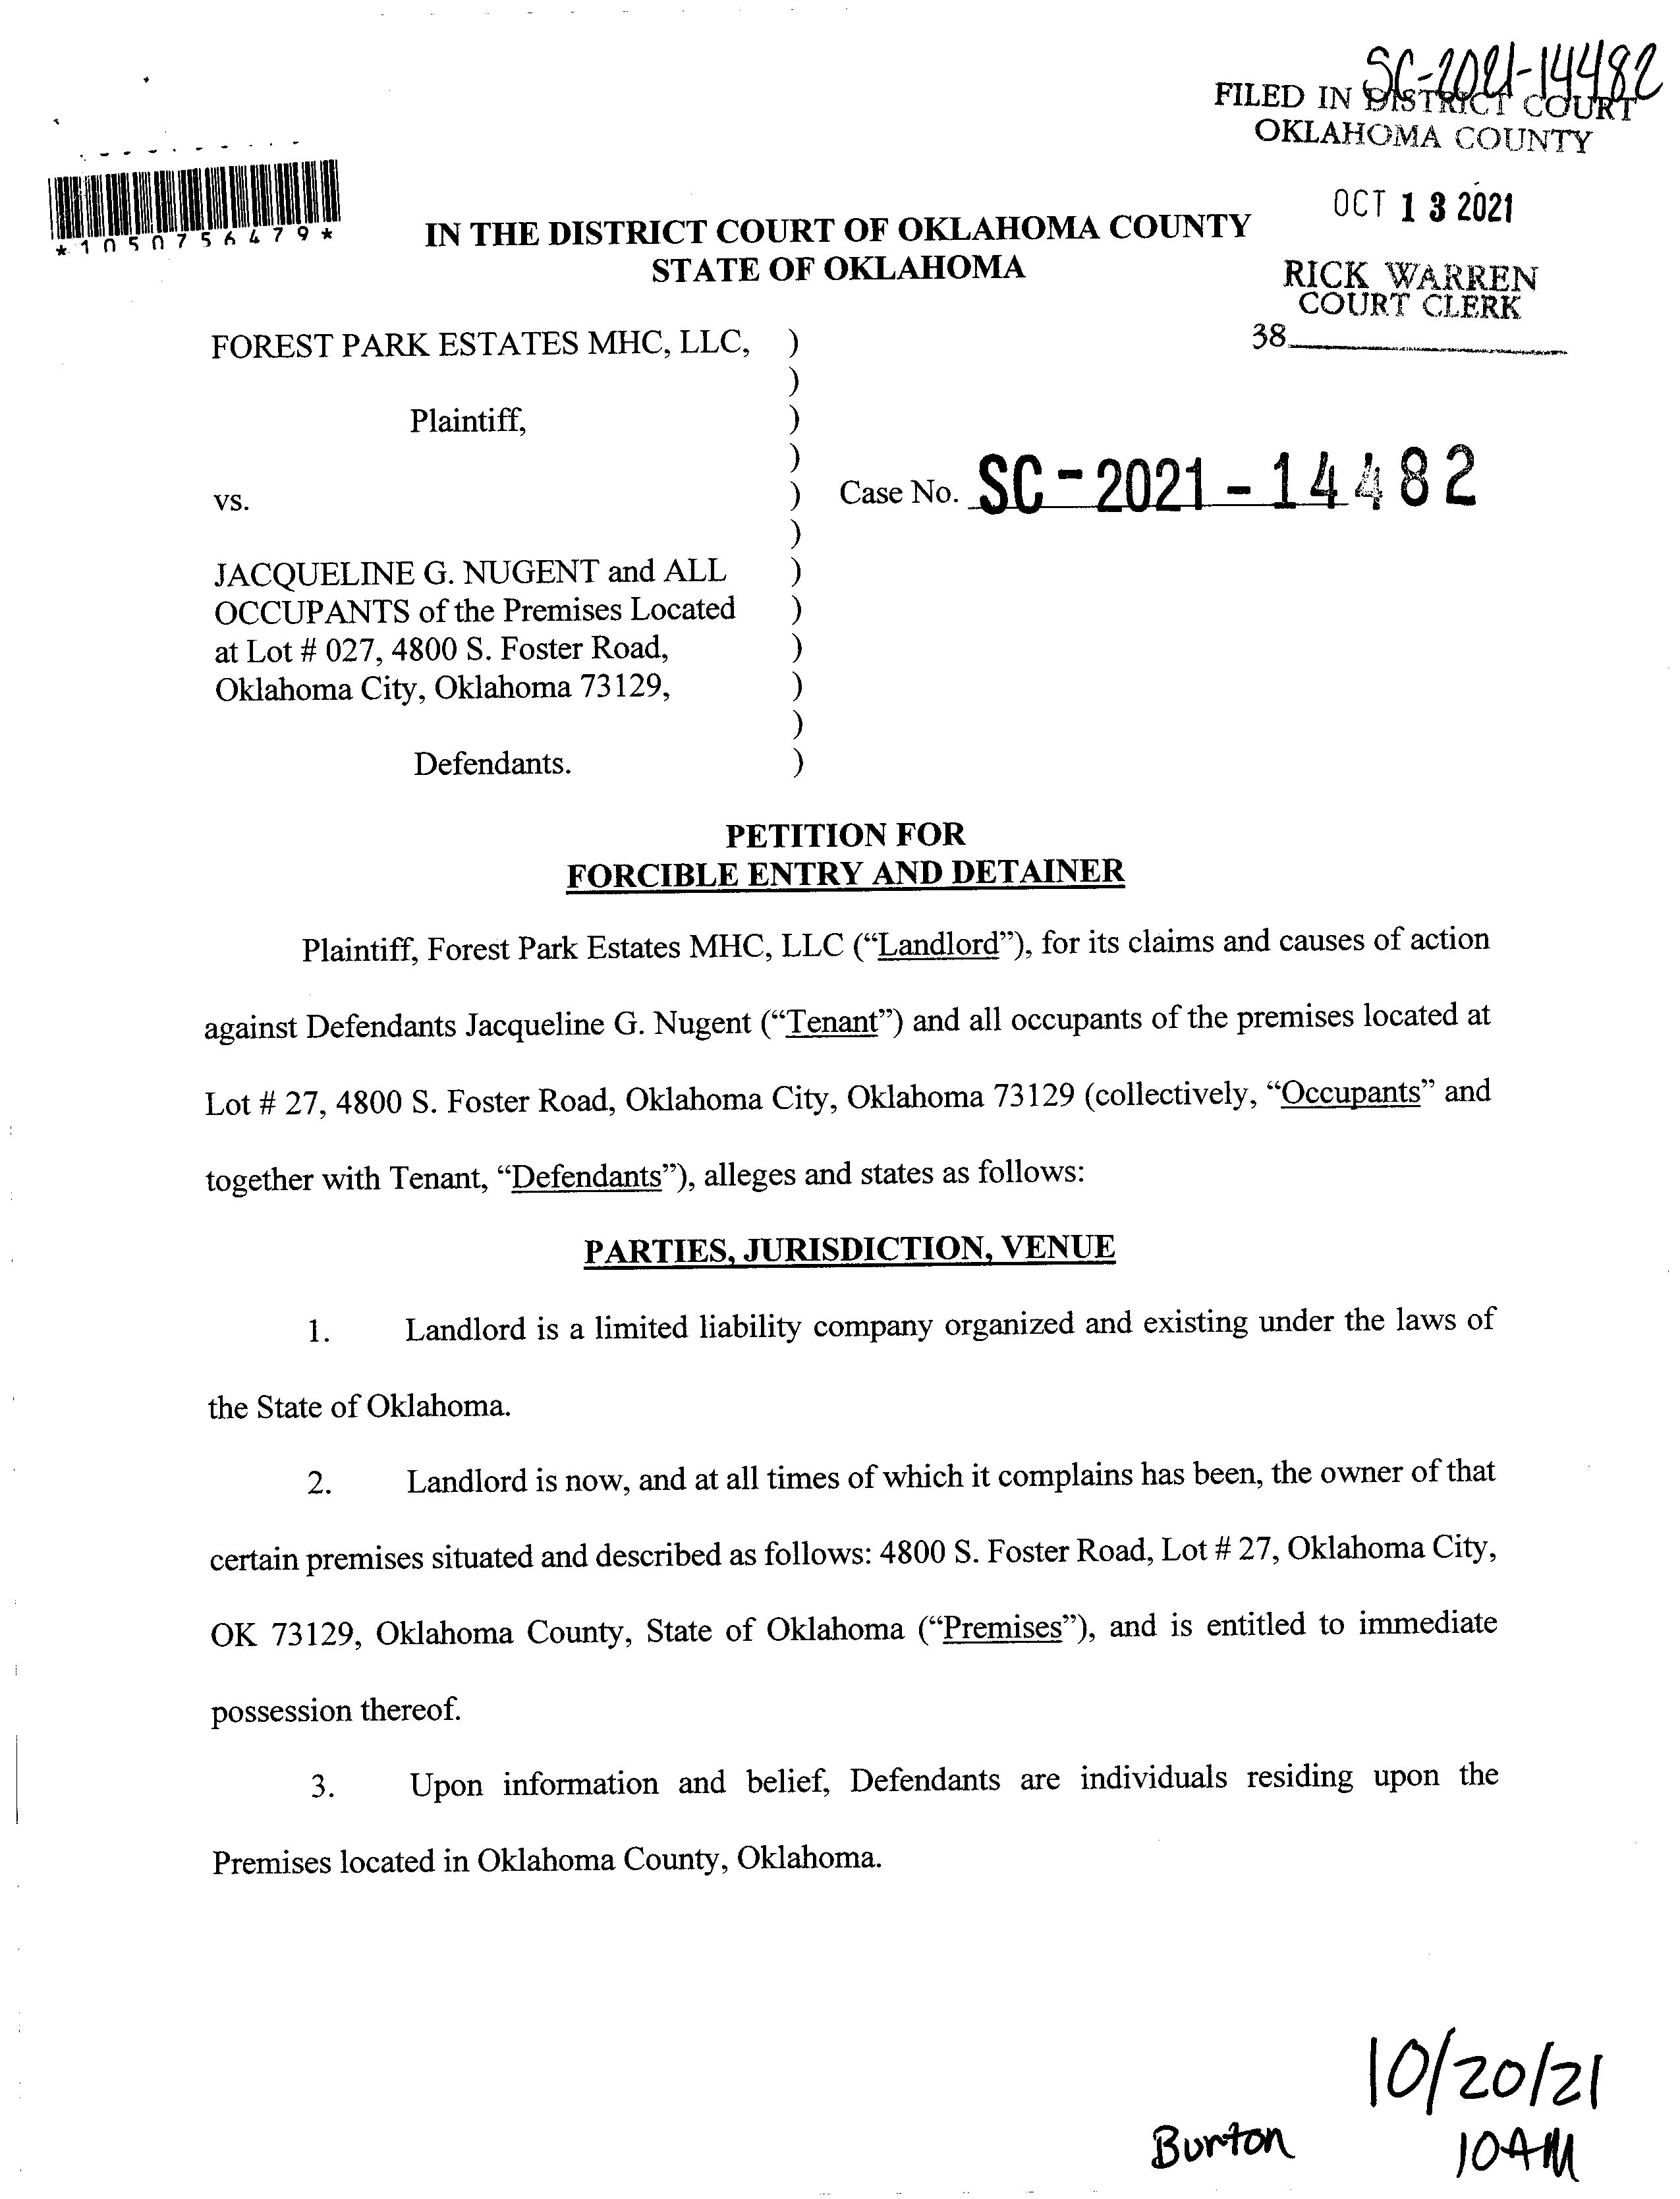 SC-2021-14482
FILED IN DISTRICT COURT
OKLAHOMA COUNTY
OCT 13 2021
RICK WARREN
COURT CLERK
38
*1050756479*
IN THE DISTRICT COURT OF OKLAHOMA COUNTY
STATE OF OKLAHOMA
FOREST PARK ESTATES MHC, LLC, )
)
Plaintiff, )
)
vs. ) Case No. SC-2021-14482
)
JACQUELINE G. NUGENT and ALL )
OCCUPANTS of the Premises Located )
at Lot # 027, 4800 S. Foster Road, )
Oklahoma City, Oklahoma 73129, )
)
Defendants. )
PETITION FOR
FORCIBLE ENTRY AND DETAINER
Plaintiff, Forest Park Estates MHC, LLC (“Landlord”), for its claims and causes of action
against Defendants Jacqueline G. Nugent (“Tenant”) and all occupants of the premises located at
Lot # 27, 4800 S. Foster Road, Oklahoma City, Oklahoma 73129 (collectively, “Occupants” and
together with Tenant, “Defendants”), alleges and states as follows:
PARTIES, JURISDICTION, VENUE
1. Landlord is a limited liability company organized and existing under the laws of
the State of Oklahoma.
2. Landlord is now, and at all times of which it complains has been, the owner of that
certain premises situated and described as follows: 4800 S. Foster Road, Lot # 27, Oklahoma City,
OK 73129, Oklahoma County, State of Oklahoma (“Premises”), and is entitled to immediate
possession thereof.
3. Upon information and belief, Defendants are individuals residing upon the
Premises located in Oklahoma County, Oklahoma.
10/20/21
Burton 10AM